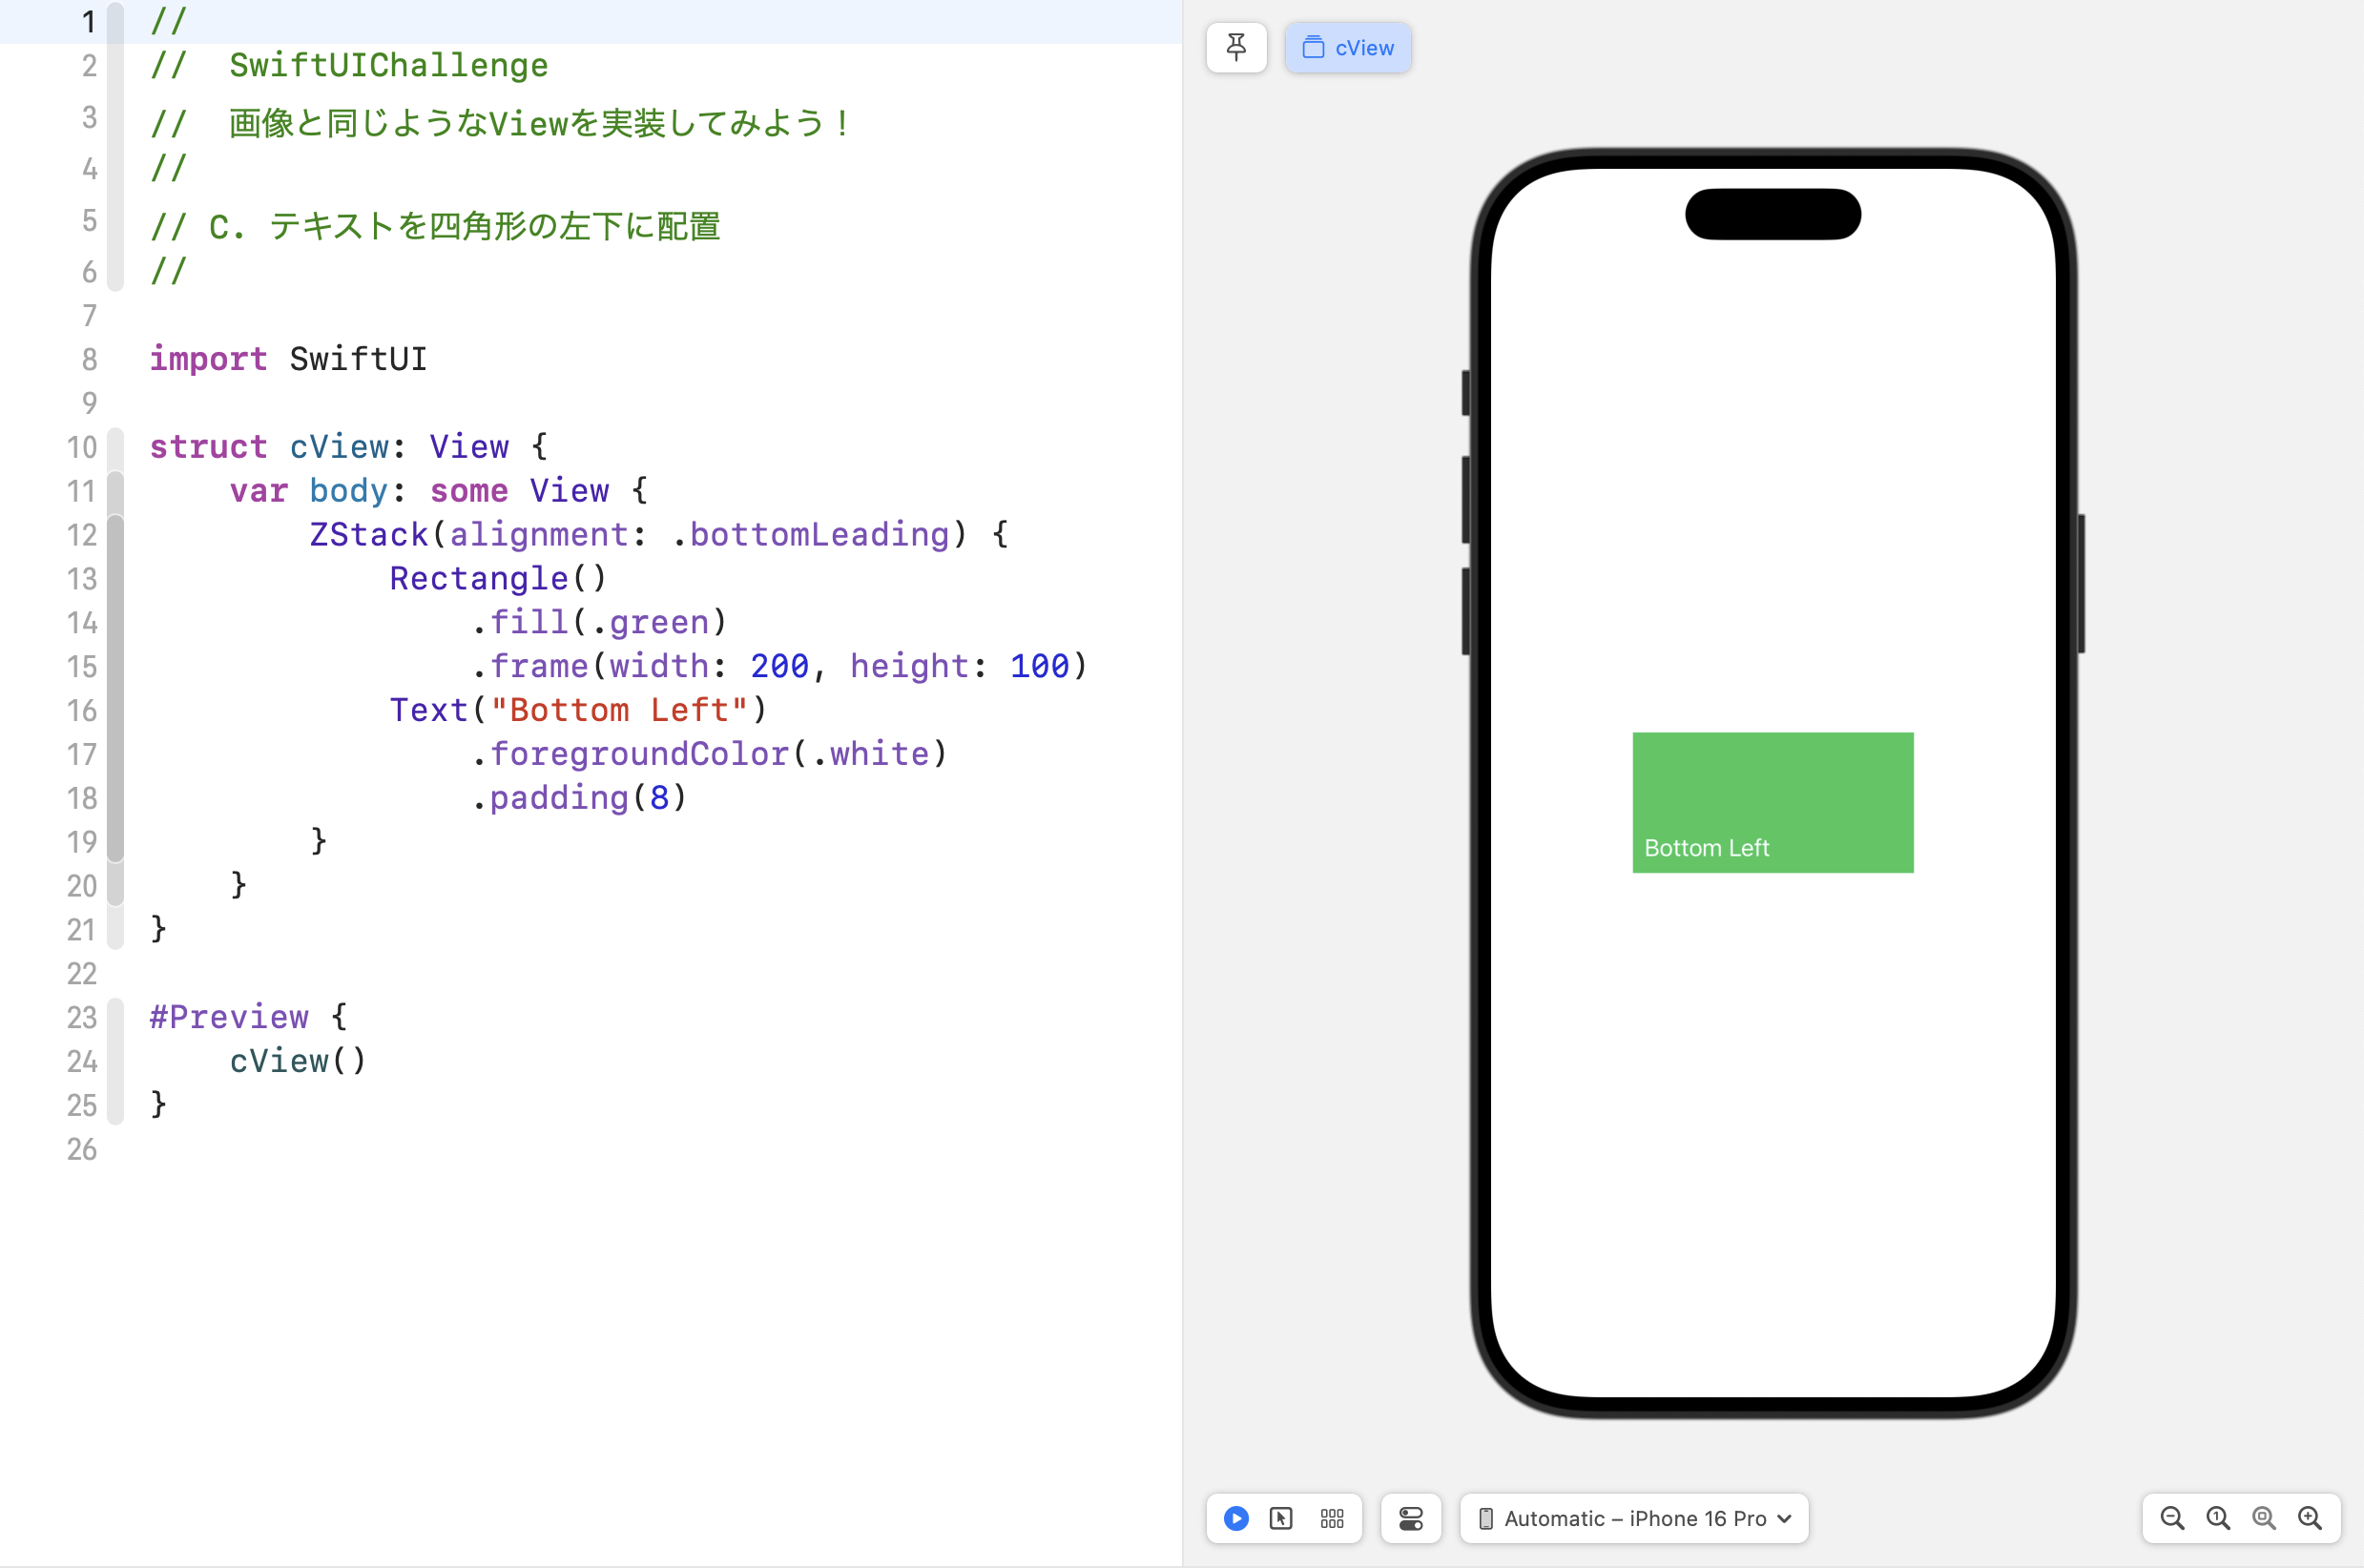 1 //
2 //  SwiftUIChallenge
3 //  画像と同じようなViewを実装してみよう！
4 //
5 // C. テキストを四角形の左下に配置
6 //
7
8 import SwiftUI
9
10 struct cView: View {
11     var body: some View {
12         ZStack(alignment: .bottomLeading) {
13             Rectangle()
14                 .fill(.green)
15                 .frame(width: 200, height: 100)
16             Text("Bottom Left")
17                 .foregroundColor(.white)
18                 .padding(8)
19         }
20     }
21 }
22
23 #Preview {
24     cView()
25 }
26
cView
Bottom Left
Automatic – iPhone 16 Pro